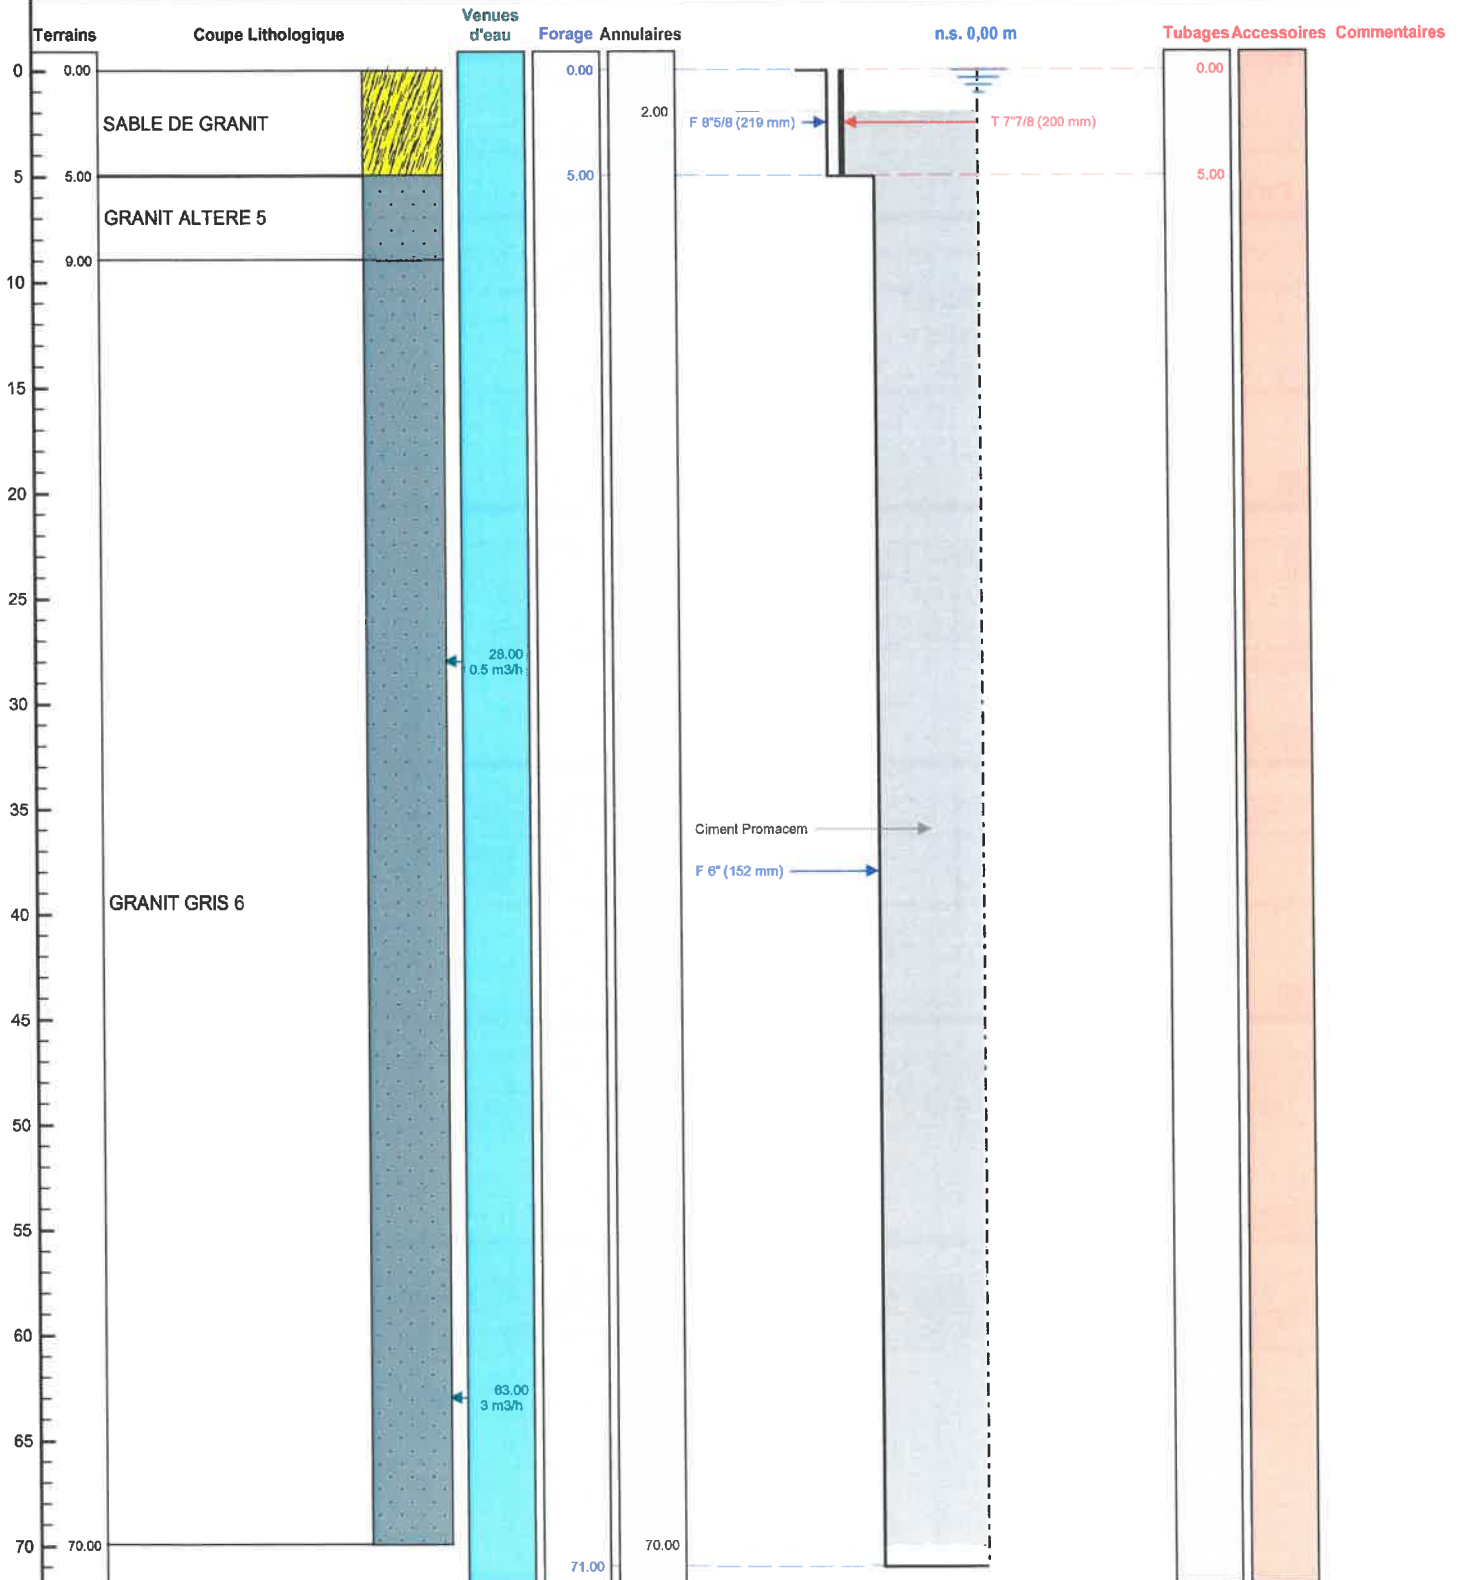 Terrains Coupe Lithologique Venues d'eau Forage Annulaires n.s. 0,00 m Tubages Accessoires Commentaires
0 0.00 0.00 0.00
2.00
SABLE DE GRANIT F 8"5/8 (219 mm) T 7"7/8 (200 mm)
5 5.00 5.00 5.00
GRANIT ALTERE 5
9.00
10
15
20
25
28.00
0.5 m3/h
30
35
Ciment Promacem
F 6" (152 mm)
GRANIT GRIS 6
40
45
50
55
60
63.00
3 m3/h
65
70 70.00 70.00
71.00